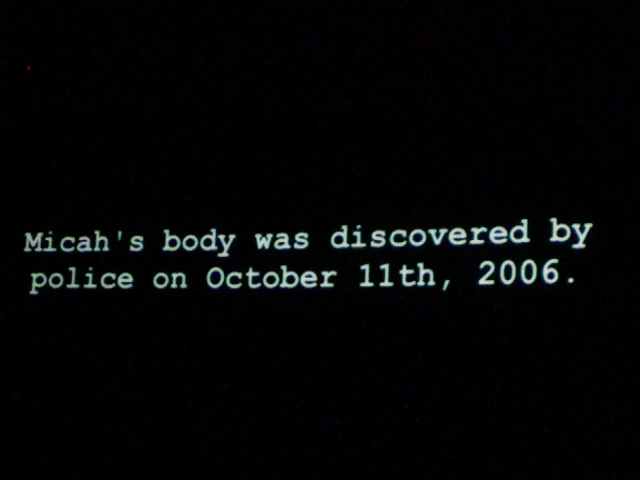 Micah's body was discovered by
police on October 11th, 2006.